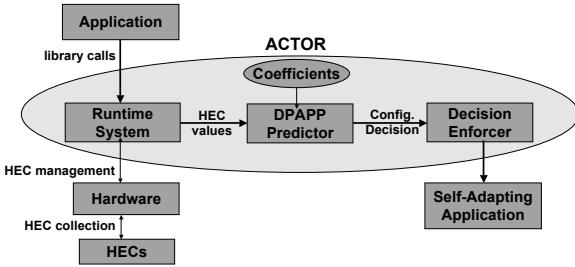 Application
ACTOR
library calls
Coefficients
Runtime
System
HEC
values
DPAPP
Predictor
Config.
Decision
Decision
Enforcer
HEC management
Hardware
Self-Adapting
Application
HEC collection
HECs